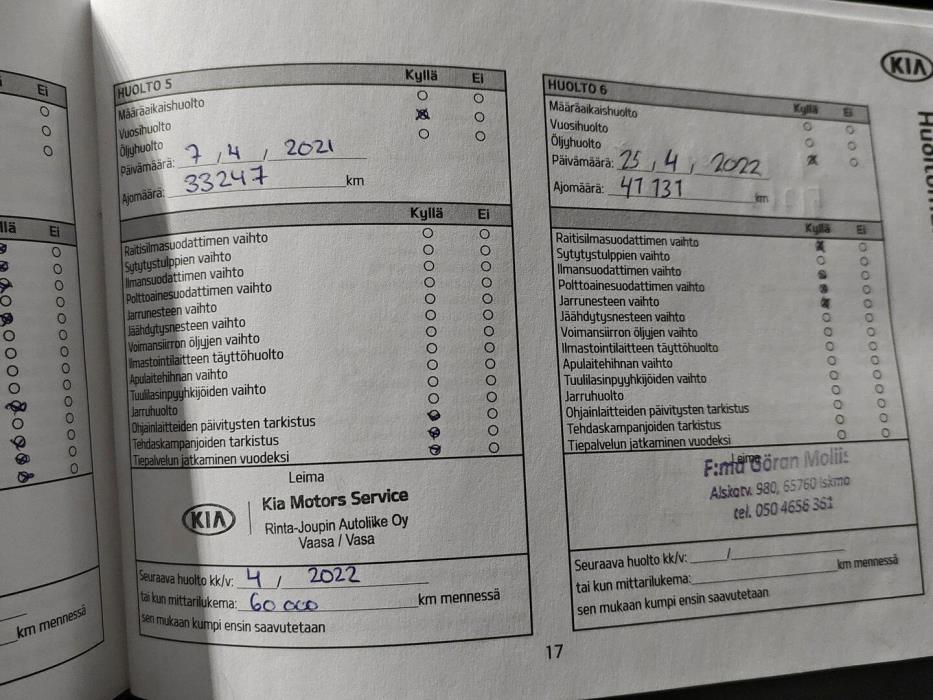 Ei
llä
Ei
km mennessä
HUOLTO 5
Kyllä
Ei
Määräaikaishuolto
Vuosihuolto
Öljyhuolto
Päivämäärä: 7 , 4 , 2021
Ajomäärä: 33247 km
Kyllä
Ei
Raitisilmasuodattimen vaihto
Sytytystulppien vaihto
Ilmansuodattimen vaihto
Polttoainesuodattimen vaihto
Jarrunesteen vaihto
Jäähdytysnesteen vaihto
Voimansiirron öljyjen vaihto
Ilmastointilaitteen täyttöhuolto
Apulaitehihnan vaihto
Tuulilasinpyyhkijöiden vaihto
Jarruhuolto
Ohjainlaitteiden päivitysten tarkistus
Tehdaskampanjoiden tarkistus
Tiepalvelun jatkaminen vuodeksi
Leima
KIA
Kia Motors Service
Rinta-Joupin Autoliike Oy
Vaasa / Vasa
Seuraava huolto kk/v: 4 / 2022
tai kun mittarilukema: 60 000 km mennessä
sen mukaan kumpi ensin saavutetaan
KIA
HUOLTO 6
Kyllä
Ei
Määräaikaishuolto
Vuosihuolto
Öljyhuolto
Päivämäärä: 25 , 4 , 2022
Ajomäärä: 41 131 km
Kyllä
Ei
Raitisilmasuodattimen vaihto
Sytytystulppien vaihto
Ilmansuodattimen vaihto
Polttoainesuodattimen vaihto
Jarrunesteen vaihto
Jäähdytysnesteen vaihto
Voimansiirron öljyjen vaihto
Ilmastointilaitteen täyttöhuolto
Apulaitehihnan vaihto
Tuulilasinpyyhkijöiden vaihto
Jarruhuolto
Ohjainlaitteiden päivitysten tarkistus
Tehdaskampanjoiden tarkistus
Tiepalvelun jatkaminen vuodeksi
Leima
F:ma Göran Moliis
Alskatv. 980, 65760 Iskmo
tel. 050 4656 361
Seuraava huolto kk/v: /
tai kun mittarilukema: km mennessä
sen mukaan kumpi ensin saavutetaan
17